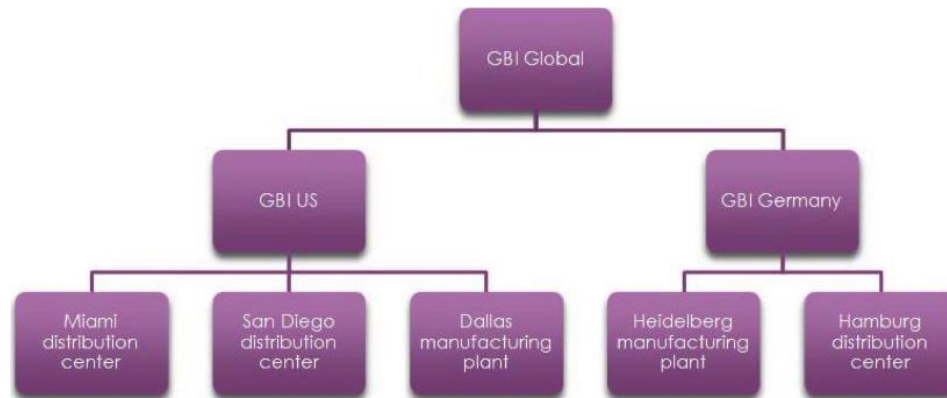 GBI Global
GBI US
GBI Germany
Miami
distribution
center
San Diego
distribution
center
Dallas
manufacturing
plant
Heidelberg
manufacturing
plant
Hamburg
distribution
center